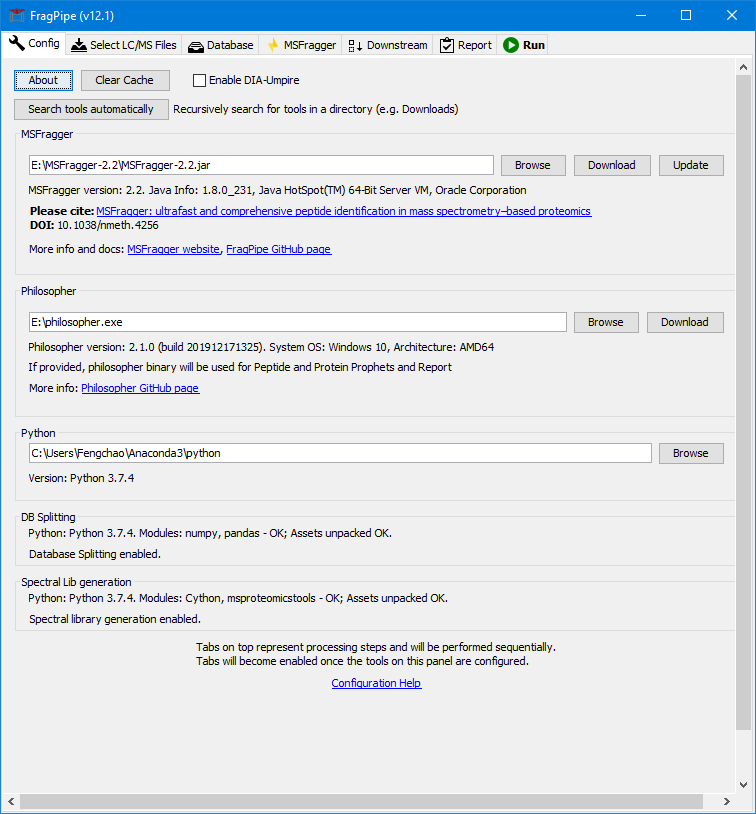 FragPipe (v12.1)
Config Select LC/MS Files Database MSFragger Downstream Report Run
About Clear Cache Enable DIA-Umpire
Search tools automatically Recursively search for tools in a directory (e.g. Downloads)
MSFragger
E:\MSFragger-2.2\MSFragger-2.2.jar Browse Download Update
MSFragger version: 2.2. Java Info: 1.8.0_231, Java HotSpot(TM) 64-Bit Server VM, Oracle Corporation
Please cite: MSFragger: ultrafast and comprehensive peptide identification in mass spectrometry–based proteomics
DOI: 10.1038/nmeth.4256
More info and docs: MSFragger website, FragPipe GitHub page
Philosopher
E:\philosopher.exe Browse Download
Philosopher version: 2.1.0 (build 201912171325). System OS: Windows 10, Architecture: AMD64
If provided, philosopher binary will be used for Peptide and Protein Prophets and Report
More info: Philosopher GitHub page
Python
C:\Users\Fengchao\Anaconda3\python Browse
Version: Python 3.7.4
DB Splitting
Python: Python 3.7.4. Modules: numpy, pandas - OK; Assets unpacked OK.
Database Splitting enabled.
Spectral Lib generation
Python: Python 3.7.4. Modules: Cython, msproteomicstools - OK; Assets unpacked OK.
Spectral library generation enabled.
Tabs on top represent processing steps and will be performed sequentially.
Tabs will become enabled once the tools on this panel are configured.
Configuration Help